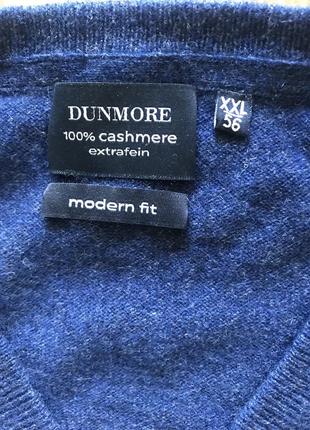 DUNMORE
100% cashmere
extrafein
XXL
56
modern fit